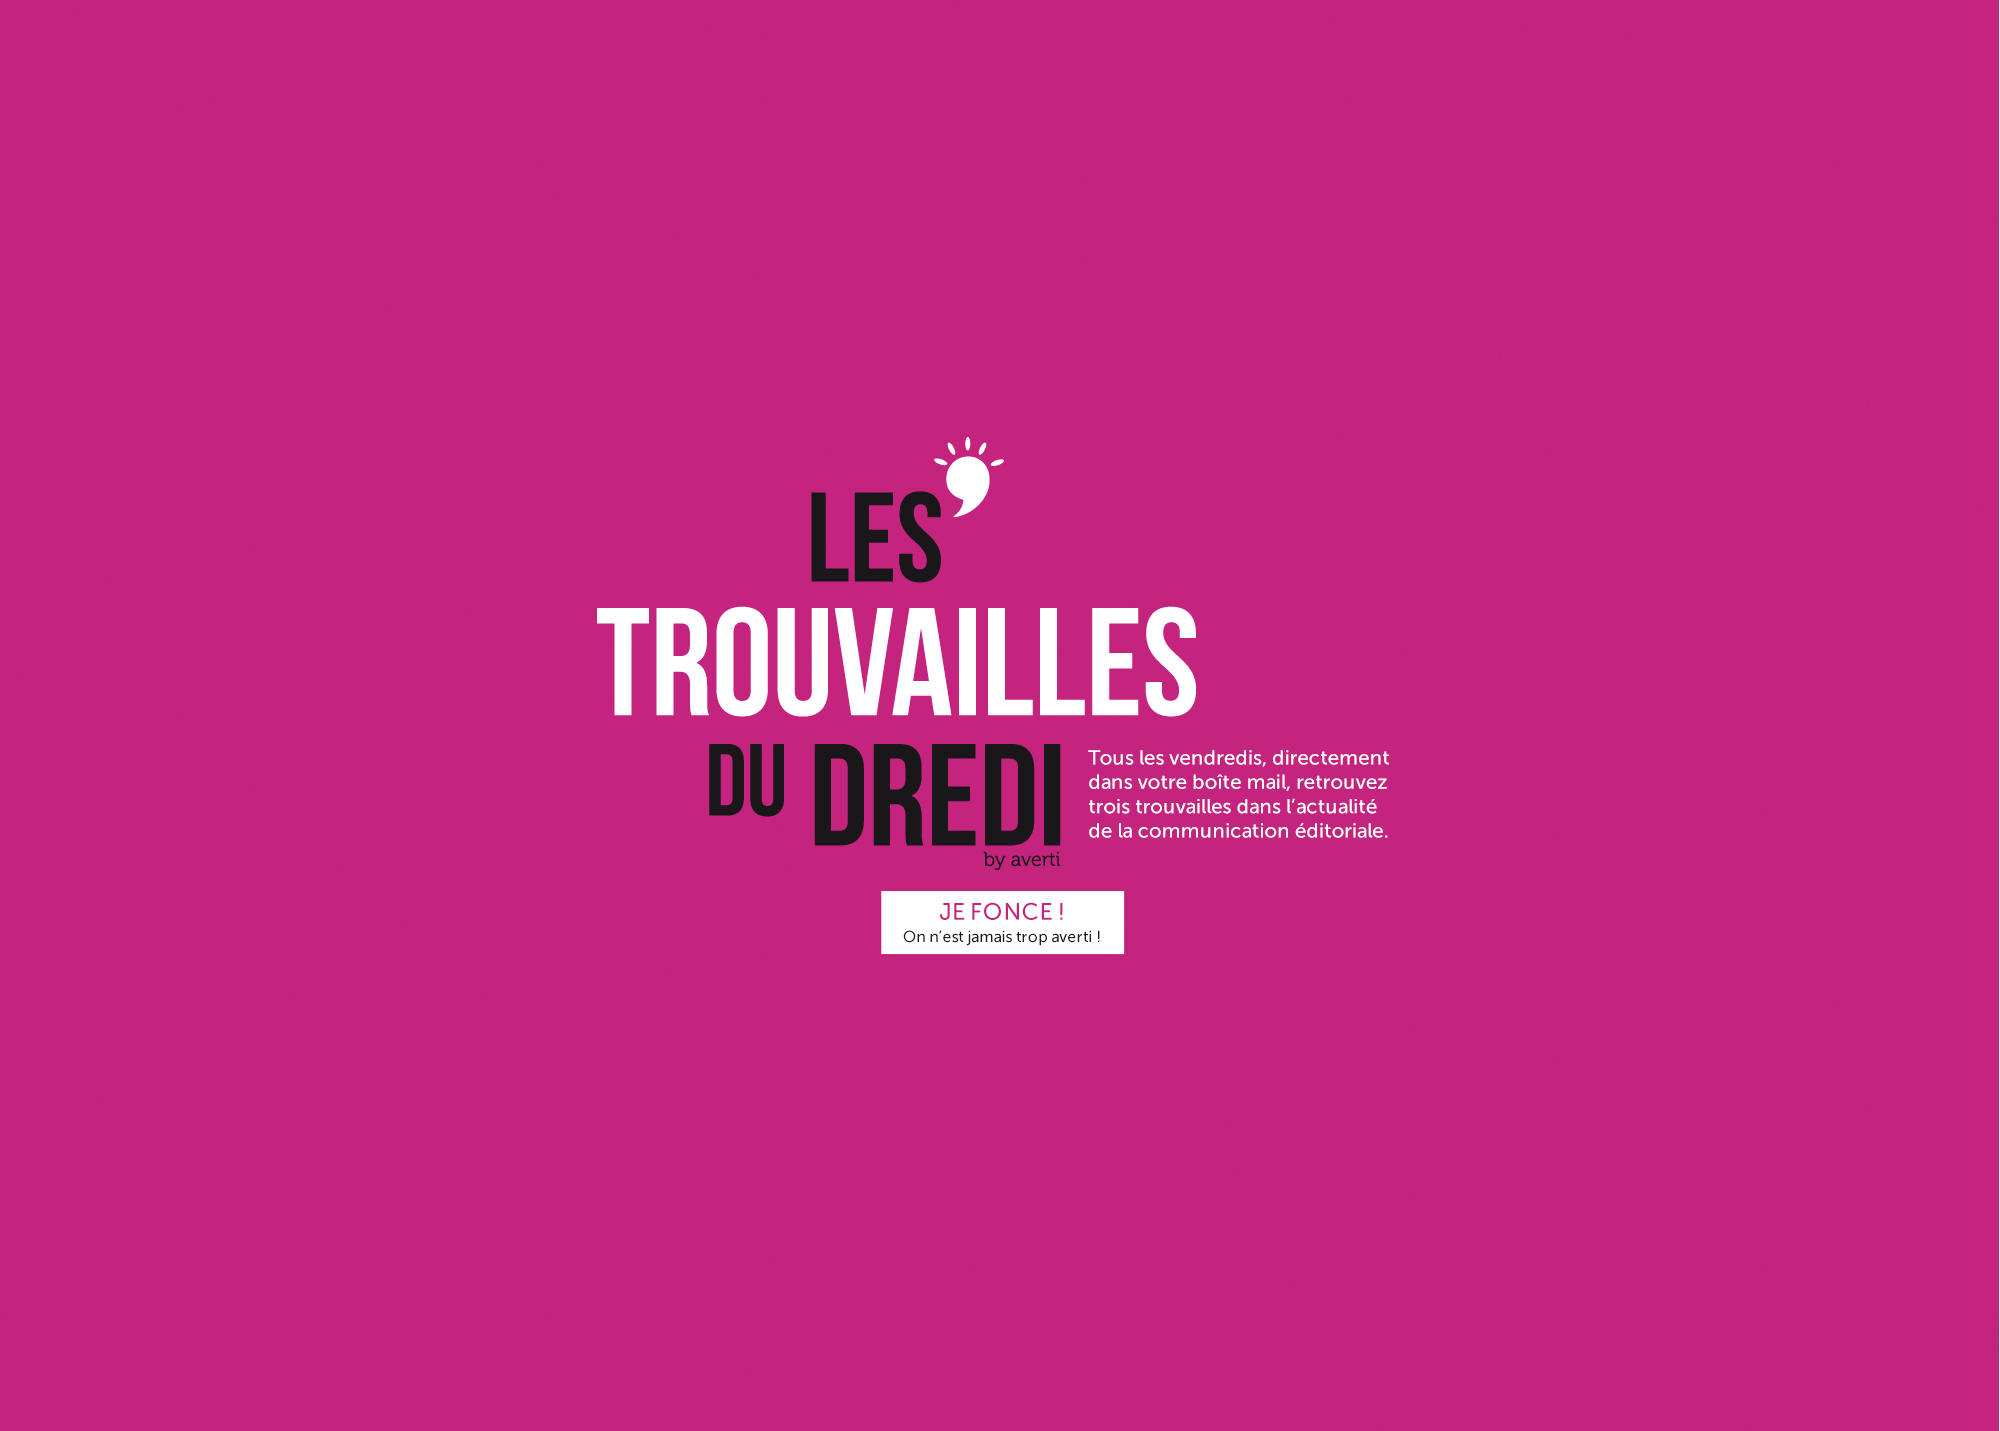 LES
TROUVAILLES
DU DREDI
by averti
Tous les vendredis, directement
dans votre boîte mail, retrouvez
trois trouvailles dans l’actualité
de la communication éditoriale.
JE FONCE !
On n’est jamais trop averti !